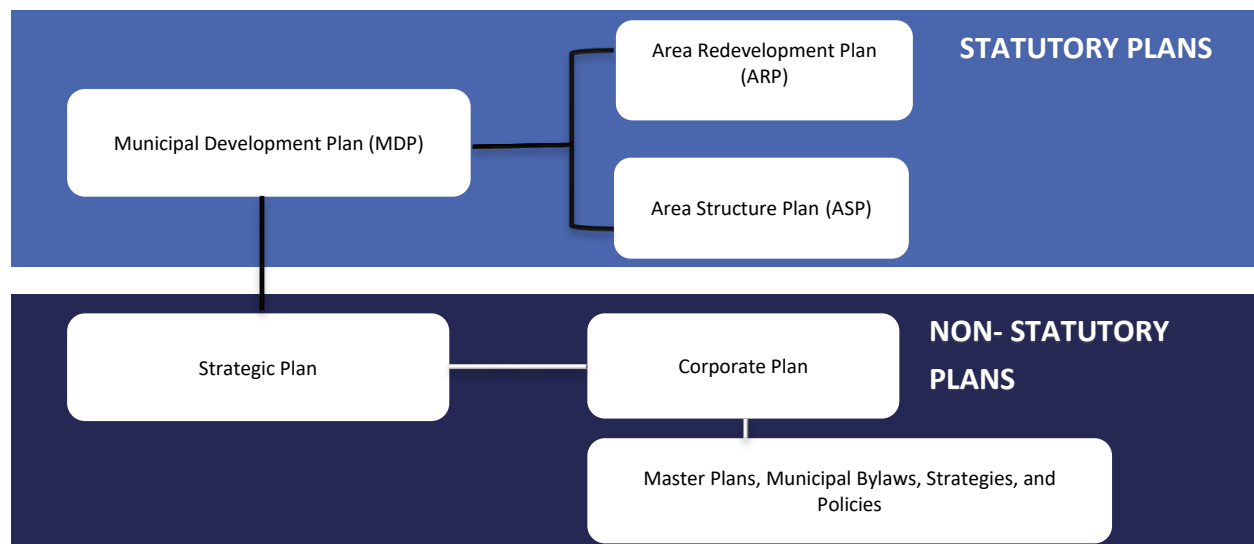 Area Redevelopment Plan
(ARP)
STATUTORY PLANS
Municipal Development Plan (MDP)
Area Structure Plan (ASP)
Strategic Plan
Corporate Plan
NON- STATUTORY
PLANS
Master Plans, Municipal Bylaws, Strategies, and
Policies